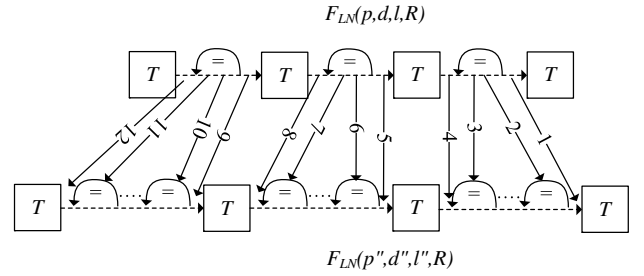 F_LN(p,d,l,R)
= = =
T T T T
12 11 10 9 8 7 6 5 4 3 2 1
= = = = = =
T T T T
F_LN(p",d",l",R)